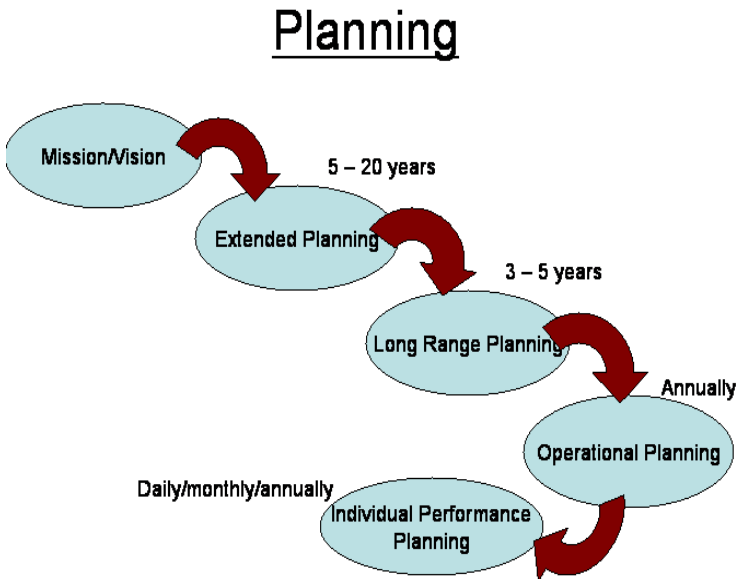 Planning
Mission/Vision
5 – 20 years
Extended Planning
3 – 5 years
Long Range Planning
Annually
Operational Planning
Daily/monthly/annually
Individual Performance
Planning